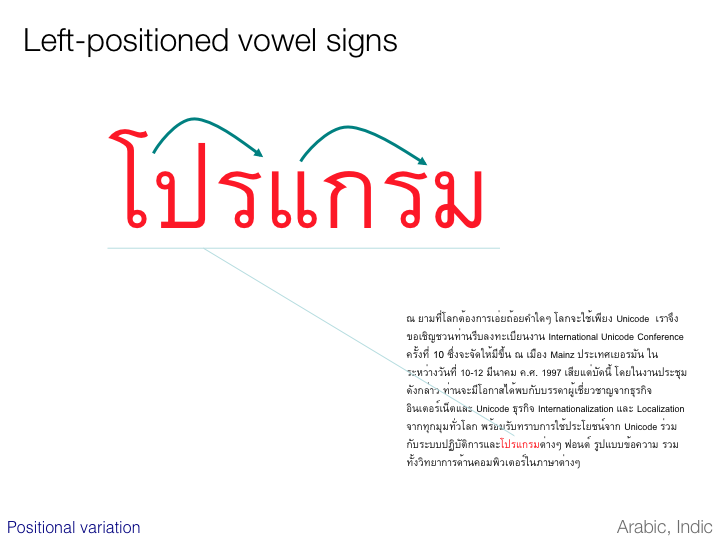 Left-positioned vowel signs
โปรแกรม
ณ ยามที่โลกต้องการเอ่ยถ้อยคำใดๆ โลกจะใช้เพียง Unicode เราจึง
ขอเชิญชวนท่านรีบลงทะเบียนงาน International Unicode Conference
ครั้งที่ 10 ซึ่งจะจัดให้มีขึ้น ณ เมือง Mainz ประเทศเยอรมัน ใน
ระหว่างวันที่ 10-12 มีนาคม ค.ศ. 1997 เสียแต่บัดนี้ โดยในงานประชุม
ดังกล่าว ท่านจะมีโอกาสได้พบกับบรรดาผู้เชี่ยวชาญจากธุรกิจ
อินเตอร์เน็ตและ Unicode ธุรกิจ Internationalization และ Localization
จากทุกมุมทั่วโลก พร้อมรับทราบการใช้ประโยชน์จาก Unicode ร่วม
กับระบบปฏิบัติการและโปรแกรมต่างๆ ฟอนต์ รูปแบบข้อความ รวม
ทั้งวิทยาการด้านคอมพิวเตอร์ในภาษาต่างๆ
Positional variation
Arabic, Indic